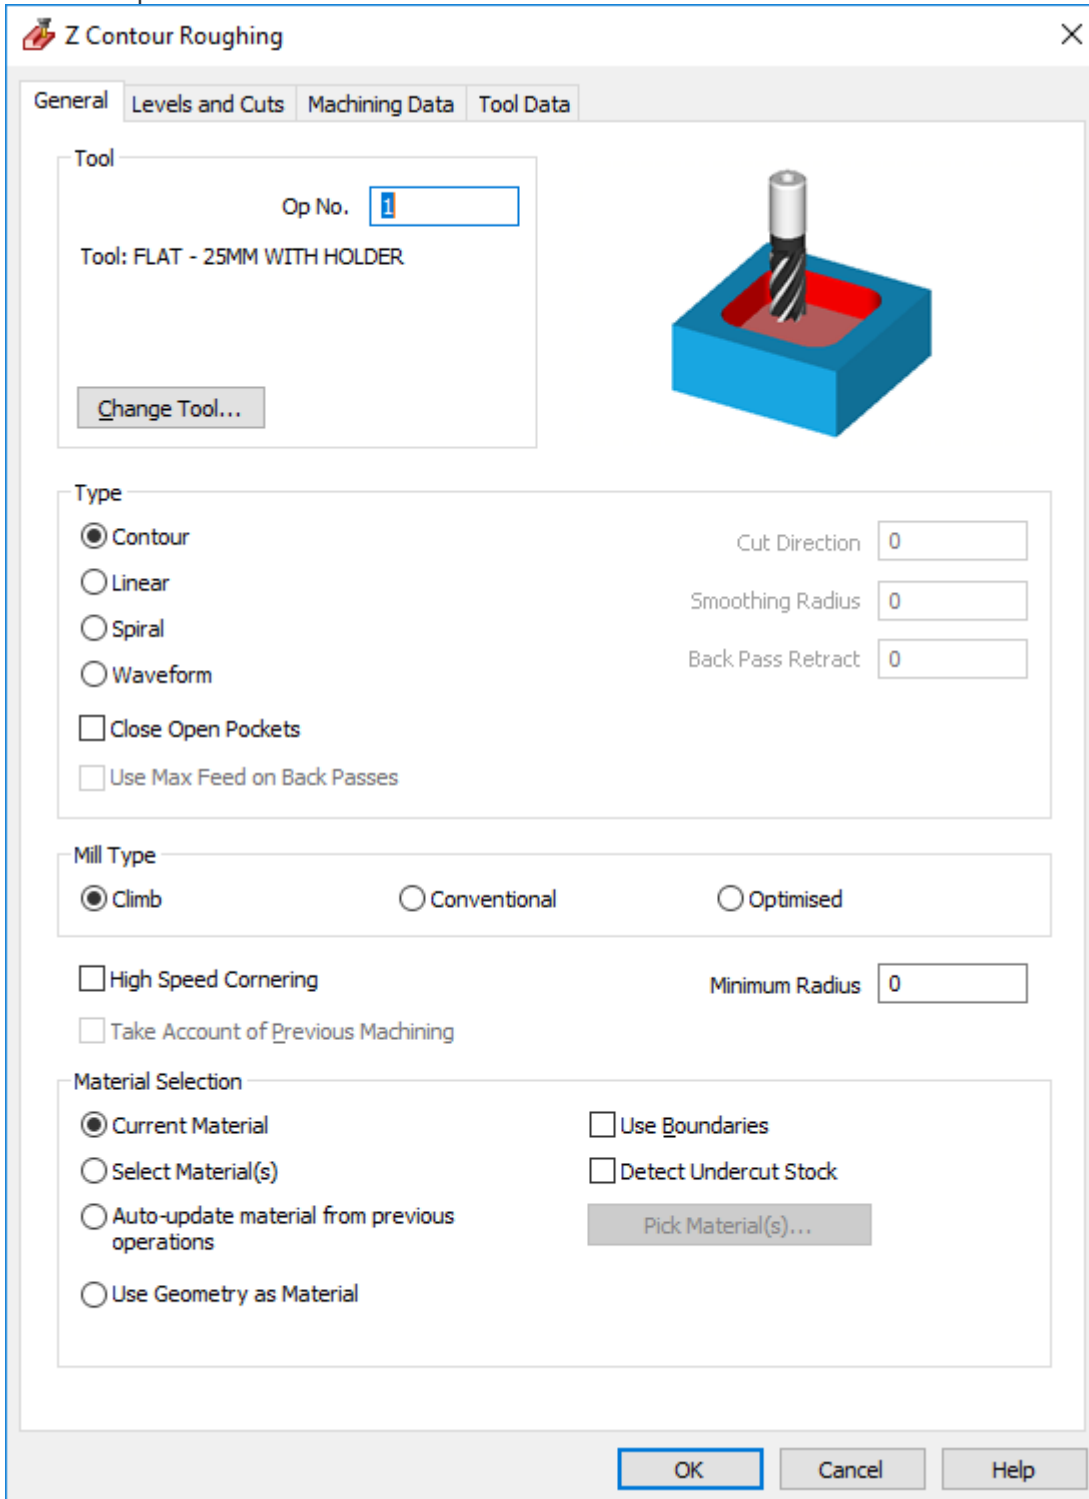 Z Contour Roughing
General Levels and Cuts Machining Data Tool Data
Tool
Op No. 1
Tool: FLAT - 25MM WITH HOLDER
Change Tool...
Type
Contour
Cut Direction 0
Linear
Smoothing Radius 0
Spiral
Back Pass Retract 0
Waveform
Close Open Pockets
Use Max Feed on Back Passes
Mill Type
Climb Conventional Optimised
High Speed Cornering
Minimum Radius 0
Take Account of Previous Machining
Material Selection
Current Material
Use Boundaries
Select Material(s)
Detect Undercut Stock
Auto-update material from previous
operations
Pick Material(s)...
Use Geometry as Material
OK Cancel Help